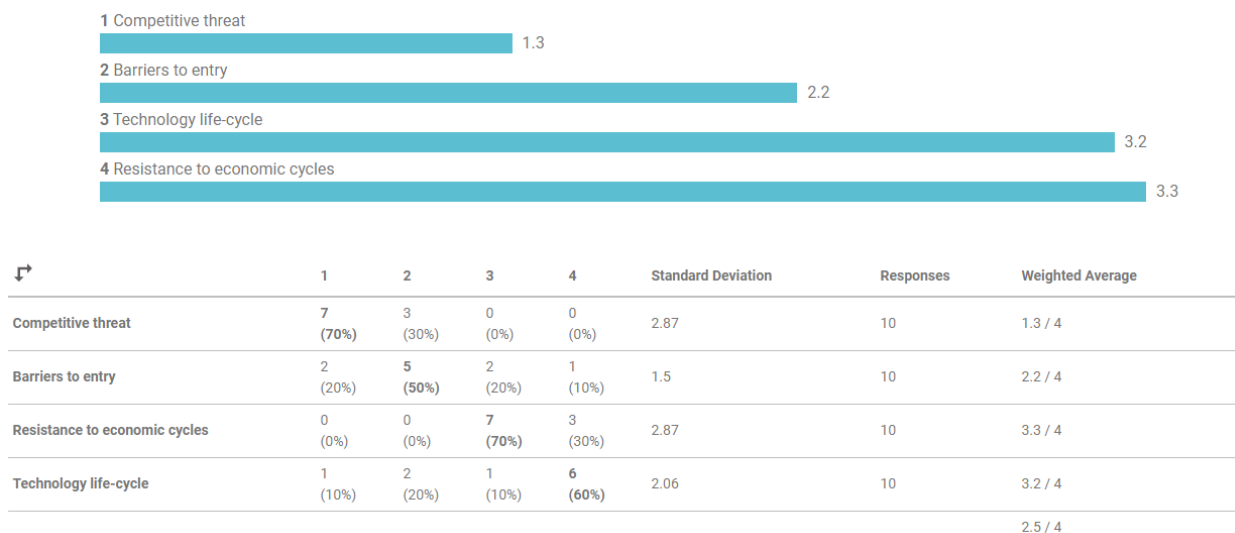 1 Competitive threat
1.3
2 Barriers to entry
2.2
3 Technology life-cycle
3.2
4 Resistance to economic cycles
3.3
1 2 3 4 Standard Deviation Responses Weighted Average
Competitive threat 7 (70%) 3 (30%) 0 (0%) 0 (0%) 2.87 10 1.3 / 4
Barriers to entry 2 (20%) 5 (50%) 2 (20%) 1 (10%) 1.5 10 2.2 / 4
Resistance to economic cycles 0 (0%) 0 (0%) 7 (70%) 3 (30%) 2.87 10 3.3 / 4
Technology life-cycle 1 (10%) 2 (20%) 1 (10%) 6 (60%) 2.06 10 3.2 / 4
2.5 / 4